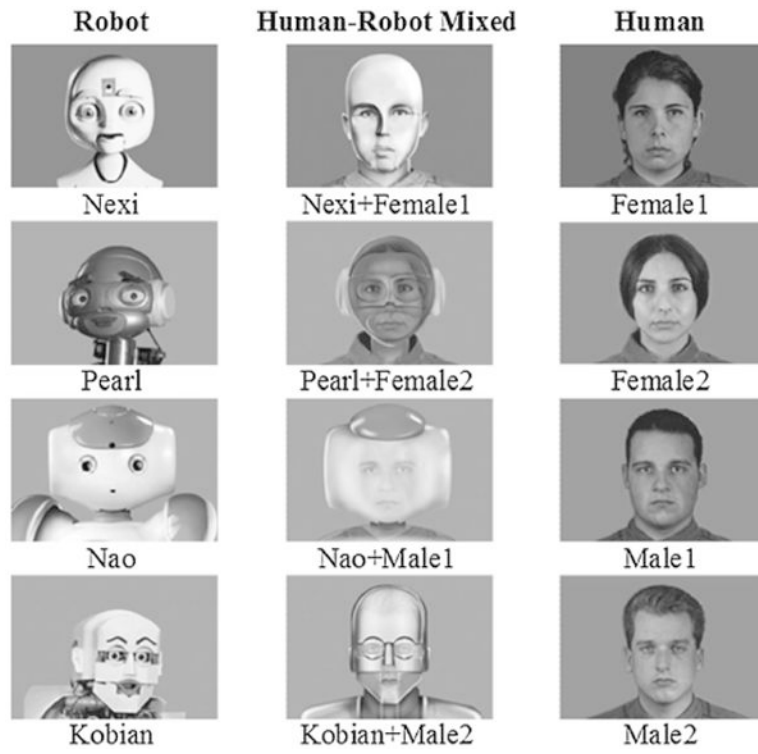 Robot Human-Robot Mixed Human
Nexi Nexi+Female1 Female1
Pearl Pearl+Female2 Female2
Nao Nao+Male1 Male1
Kobian Kobian+Male2 Male2